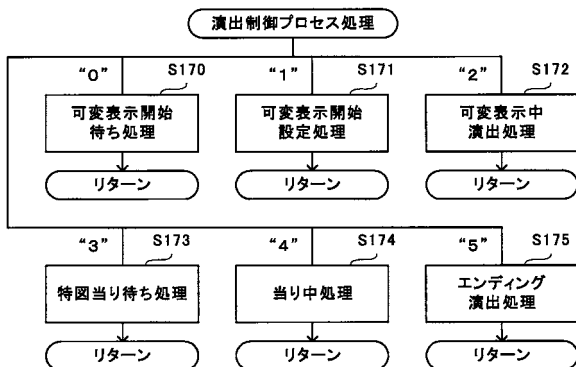 演出制御プロセス処理
“0” S170
可変表示開始
待ち処理
リターン
“1” S171
可変表示開始
設定処理
リターン
“2” S172
可変表示中
演出処理
リターン
“3” S173
特図当り待ち処理
リターン
“4” S174
当り中処理
リターン
“5” S175
エンディング
演出処理
リターン